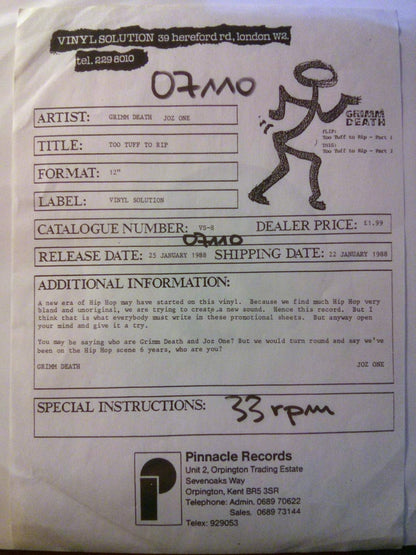 VINYL SOLUTION 39 hereford rd, london W2.
tel. 229 8010
GRIMM
DEATH
FLIP:
Too Tuff to Rip - Part 1
THIS:
Too Tuff to Rip - Part 2
ARTIST: GRIMM DEATH JOZ ONE
TITLE: TOO TUFF TO RIP
FORMAT: 12"
LABEL: VINYL SOLUTION
CATALOGUE NUMBER: VS-8 DEALER PRICE: £1.99
RELEASE DATE: 25 JANUARY 1988 SHIPPING DATE: 22 JANUARY 1988
ADDITIONAL INFORMATION:
A new era of Hip Hop may have started on this vinyl. Because we find much Hip Hop very
bland and unoriginal, we are trying to create a new sound. Hence this record. But I
think that is what everybody must write in these promotional sheets. But anyway open
your mind and give it a try.
You may be saying who are Grimm Death and Joz One? But we would turn round and say we've
been on the Hip Hop scene 6 years, who are you?
GRIMM DEATH JOZ ONE
SPECIAL INSTRUCTIONS: 33 rpm
Pinnacle Records
Unit 2, Orpington Trading Estate
Sevenoaks Way
Orpington, Kent BR5 3SR
Telephone: Admin. 0689 70622
Sales. 0689 73144
Telex: 929053